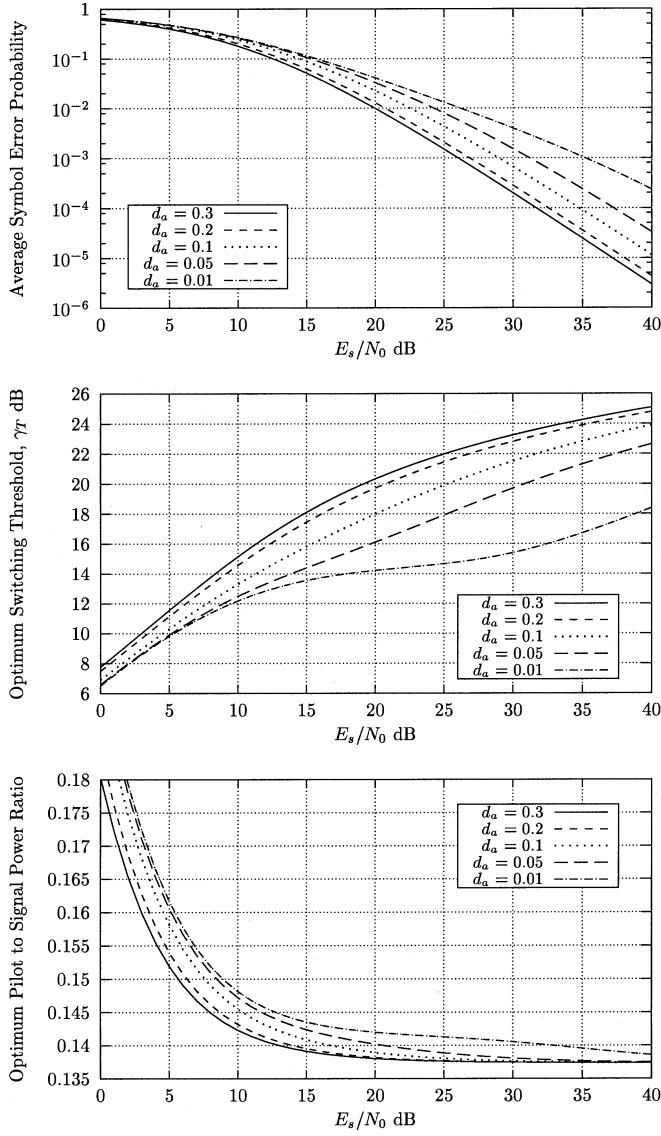 Average Symbol Error Probability
1
10−1
10−2
10−3
10−4
10−5
10−6
d_a = 0.3
d_a = 0.2
d_a = 0.1
d_a = 0.05
d_a = 0.01
0 5 10 15 20 25 30 35 40
E_s/N_0 dB
Optimum Switching Threshold, γ_T dB
26
24
22
20
18
16
14
12
10
8
6
d_a = 0.3
d_a = 0.2
d_a = 0.1
d_a = 0.05
d_a = 0.01
0 5 10 15 20 25 30 35 40
E_s/N_0 dB
Optimum Pilot to Signal Power Ratio
0.18
0.175
0.17
0.165
0.16
0.155
0.15
0.145
0.14
0.135
d_a = 0.3
d_a = 0.2
d_a = 0.1
d_a = 0.05
d_a = 0.01
0 5 10 15 20 25 30 35 40
E_s/N_0 dB